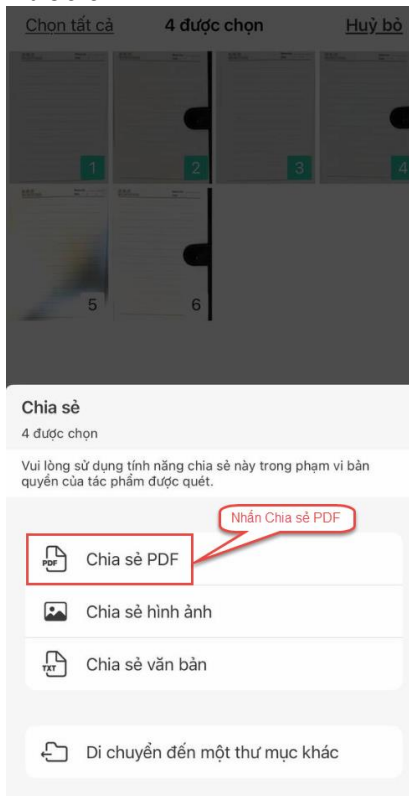 Chọn tất cả 4 được chọn Huỷ bỏ
1 2 3 4
5 6
Chia sẻ
4 được chọn
Vui lòng sử dụng tính năng chia sẻ này trong phạm vi bản
quyền của tác phẩm được quét.
Nhấn Chia sẻ PDF
PDF Chia sẻ PDF
Chia sẻ hình ảnh
TXT Chia sẻ văn bản
Di chuyển đến một thư mục khác